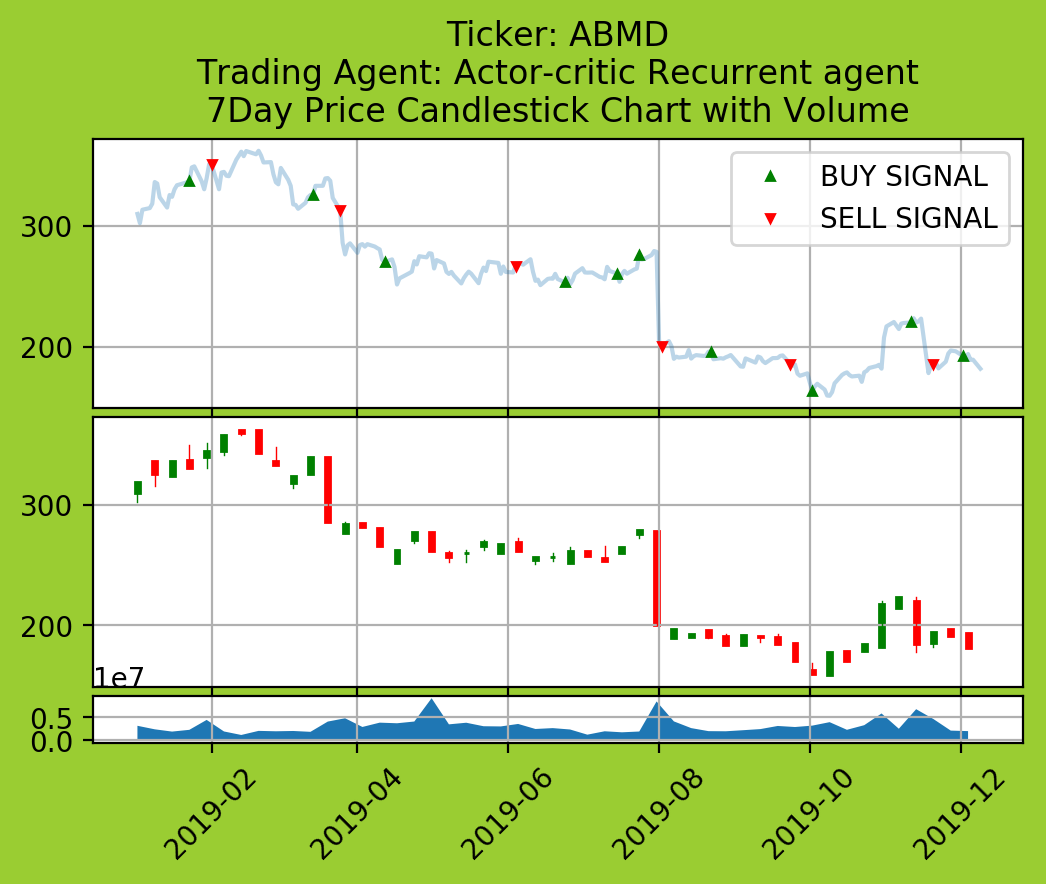 Ticker: ABMD
Trading Agent: Actor-critic Recurrent agent
7Day Price Candlestick Chart with Volume
BUY SIGNAL
SELL SIGNAL
300
200
300
200
1e7
0.5
0.0
2019-02
2019-04
2019-06
2019-08
2019-10
2019-12